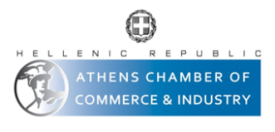 HELLENIC REPUBLIC
ATHENS CHAMBER OF
COMMERCE & INDUSTRY